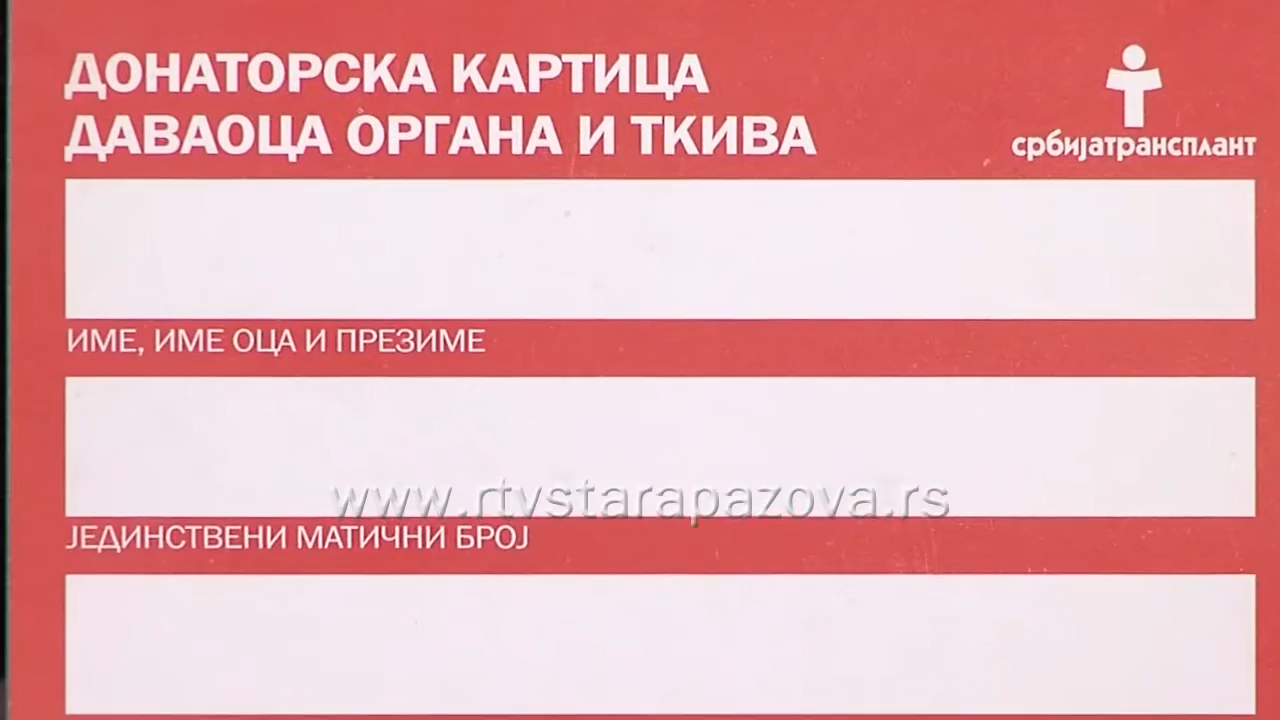 ДОНАТОРСКА КАРТИЦА
ДАВАОЦА ОРГАНА И ТКИВА
србијатрансплант
ИМЕ, ИМЕ ОЦА И ПРЕЗИМЕ
www.rtvstarapazova.rs
ЈЕДИНСТВЕНИ МАТИЧНИ БРОЈ